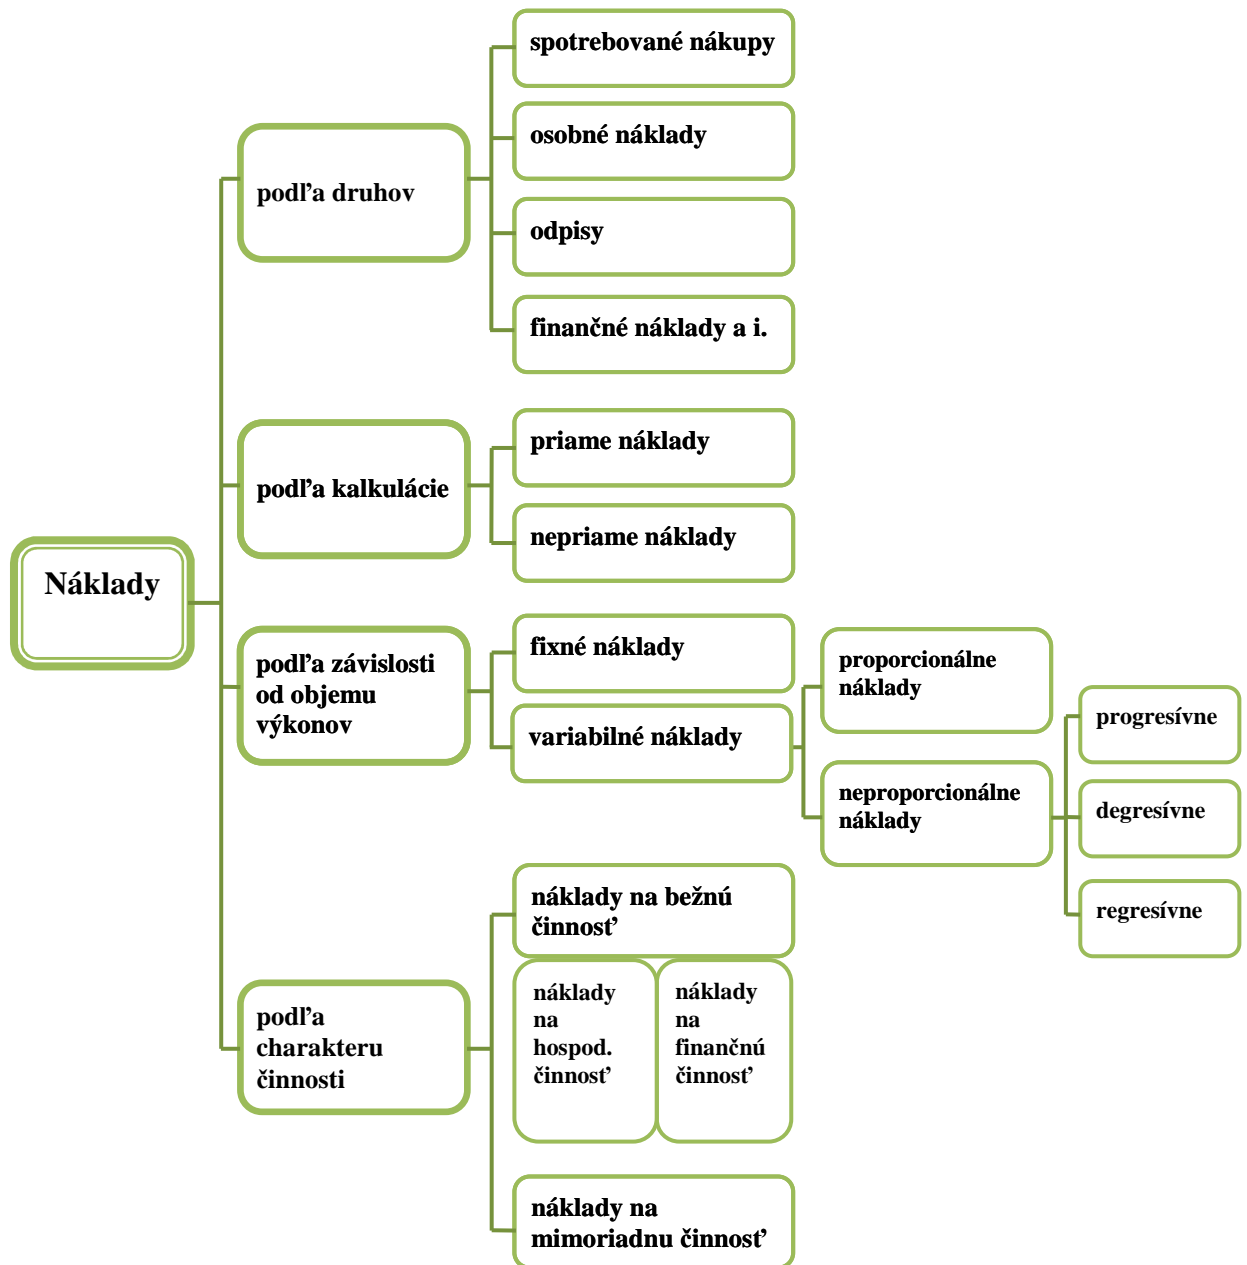 Náklady
podľa druhov
spotrebované nákupy
osobné náklady
odpisy
finančné náklady a i.
podľa kalkulácie
priame náklady
nepriame náklady
podľa závislosti
od objemu
výkonov
fixné náklady
variabilné náklady
proporcionálne
náklady
neproporcionálne
náklady
progresívne
degresívne
regresívne
podľa
charakteru
činnosti
náklady na bežnú
činnosť
náklady
na
hospod.
činnosť
náklady
na
finančnú
činnosť
náklady na
mimoriadnu činnosť